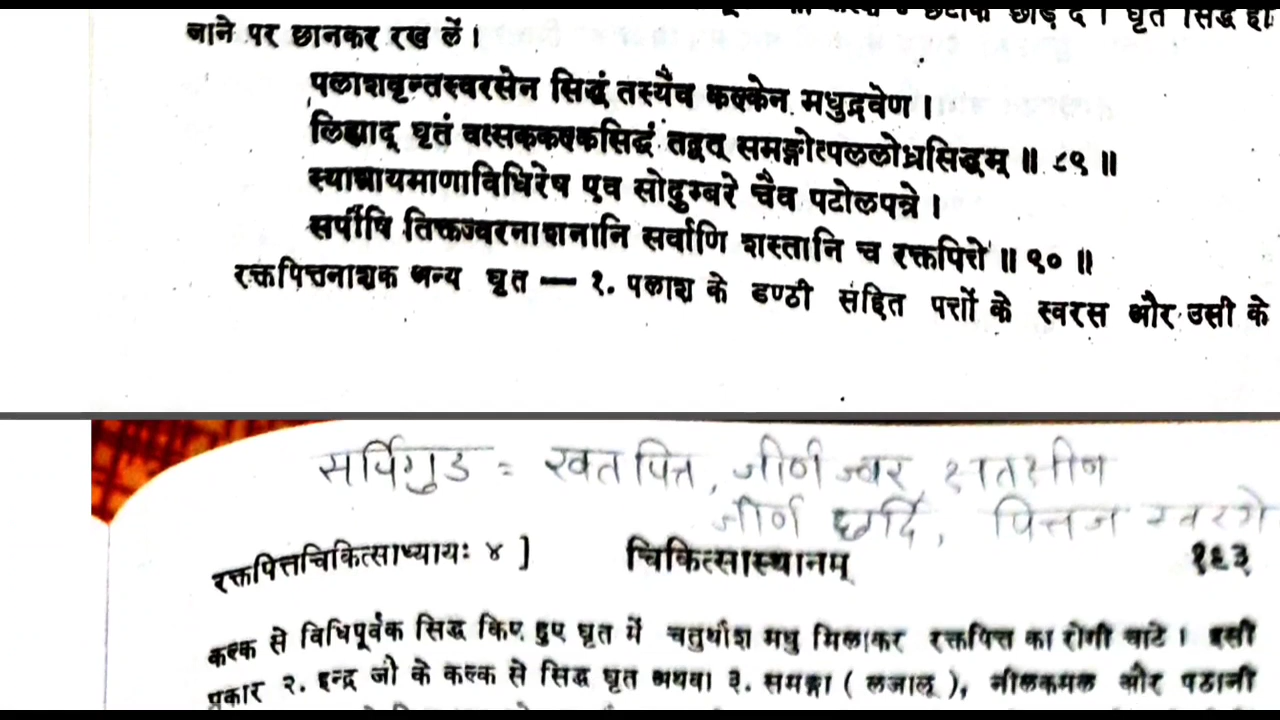 छोड़ दें । घृत सिद्ध हो
जाने पर छानकर रख लें ।
पलाशवृन्तस्वरसेन सिद्धं तस्यैव कल्केन मधुद्रवेण ।
लिह्याद् घृतं वत्सककल्कसिद्धं तद्वत् समङ्गोत्पललोध्रसिद्धम् ॥ ८९ ॥
स्यात्त्रायमाणाविधिरेष एव सोदुम्बरे चैव पटोलपत्रे ।
सर्पींषि तिक्तज्वरनाशनानि सर्वाणि शस्तानि च रक्तपित्ते ॥ ९० ॥
रक्तपित्तनाशक अन्य घृत — १. पलाश के डण्ठी सहित पत्तों के स्वरस और उसी के
सर्पिगुड = रक्तपित्त, जीर्ण ज्वर, क्षतक्षीण
जीर्ण छर्दि, पित्तज
रक्तपित्तचिकित्साध्यायः ४ ] चिकित्सास्थानम् १६३
कल्क से विधिपूर्वक सिद्ध किए हुए घृत में चतुर्थांश मधु मिलाकर रक्तपित्त का रोगी चाटे । इसी
प्रकार २. इन्द्र जौ के कल्क से सिद्ध घृत अथवा ३. समङ्गा ( लजालू ), नीलकमल और पठानी